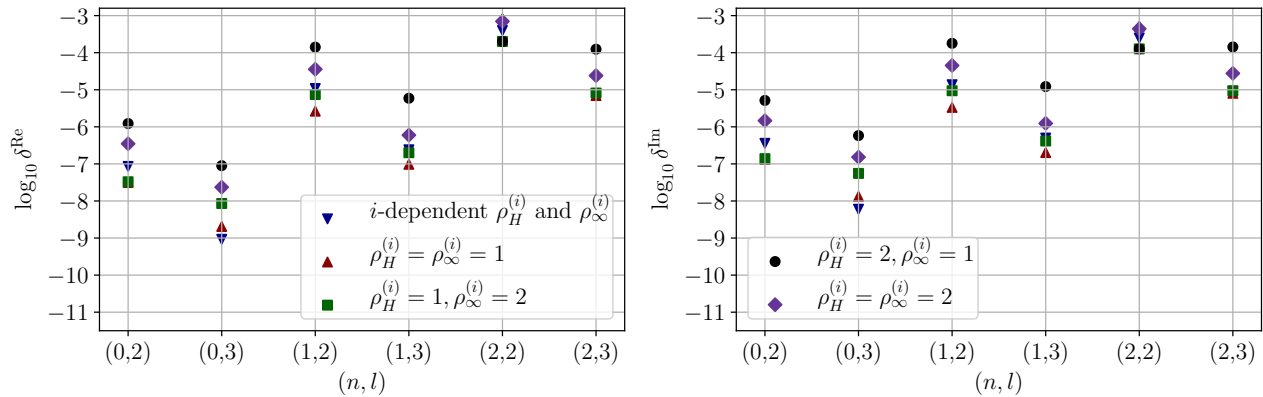 log₁₀ δ^Re
−3
−4
−5
−6
−7
−8
−9
−10
−11
(0,2) (0,3) (1,2) (1,3) (2,2) (2,3)
(n, l)
i-dependent ρ_H^(i) and ρ_∞^(i)
ρ_H^(i) = ρ_∞^(i) = 1
ρ_H^(i) = 1, ρ_∞^(i) = 2
log₁₀ δ^Im
−3
−4
−5
−6
−7
−8
−9
−10
−11
(0,2) (0,3) (1,2) (1,3) (2,2) (2,3)
(n, l)
ρ_H^(i) = 2, ρ_∞^(i) = 1
ρ_H^(i) = ρ_∞^(i) = 2